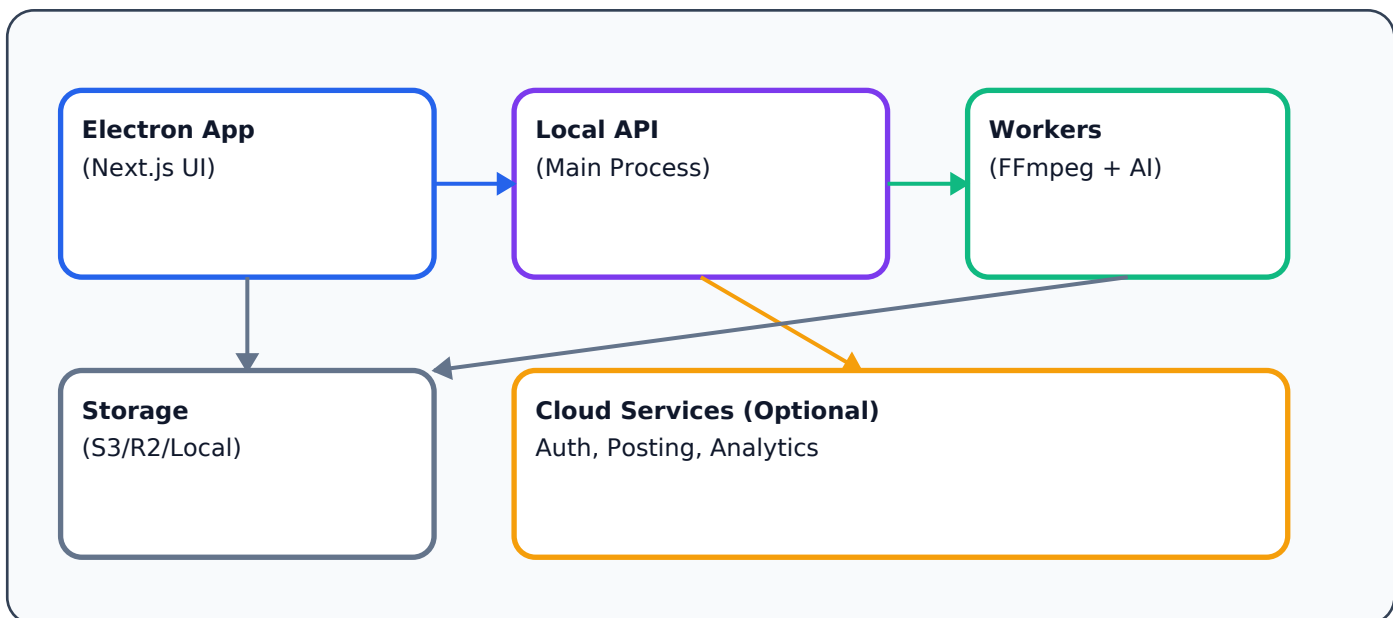 Electron App
(Next.js UI)
Local API
(Main Process)
Workers
(FFmpeg + AI)
Storage
(S3/R2/Local)
Cloud Services (Optional)
Auth, Posting, Analytics